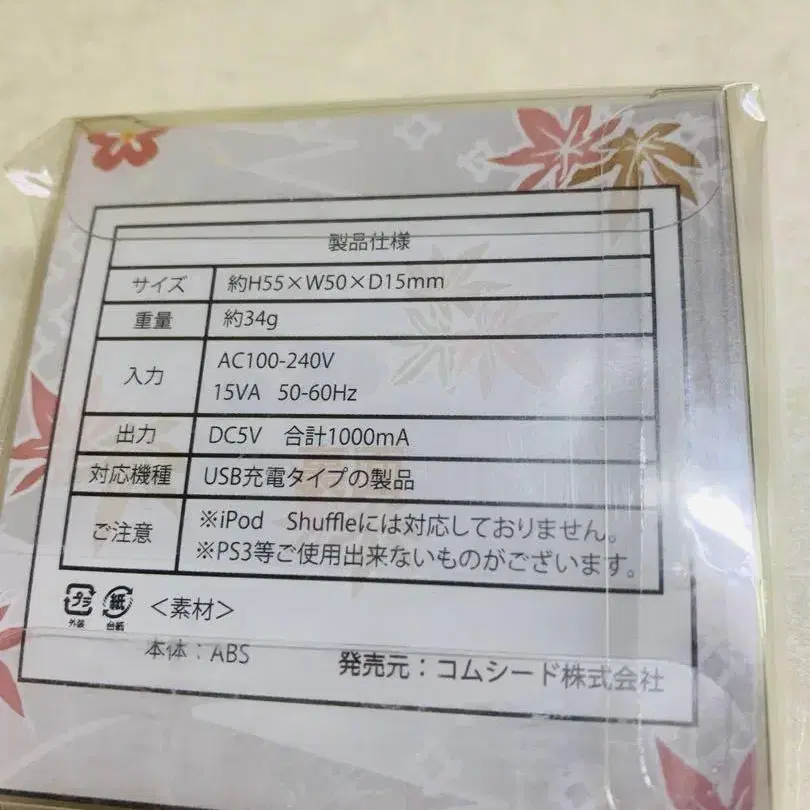 製品仕様
サイズ 約H55×W50×D15mm
重量 約34g
入力 AC100-240V
15VA 50-60Hz
出力 DC5V 合計1000mA
対応機種 USB充電タイプの製品
ご注意 ※iPod Shuffleには対応しておりません。
※PS3等ご使用出来ないものがございます。
プラ 紙 <素材>
外装 台紙
本体：ABS 発売元：コムシード株式会社